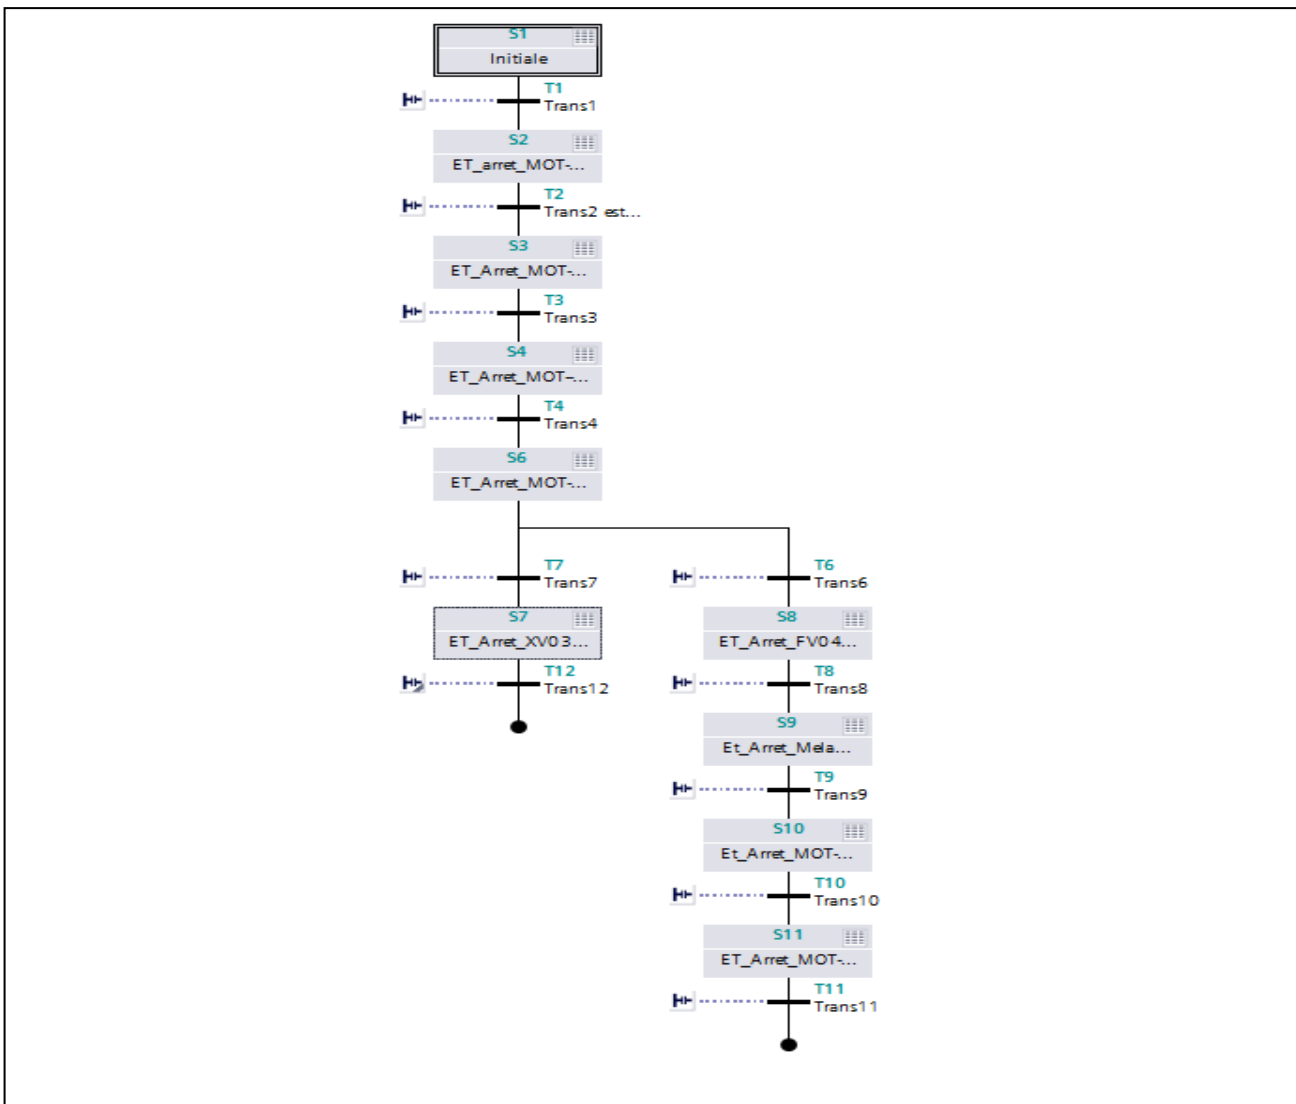 S1
Initiale
T1
Trans1
S2
ET_arret_MOT-...
T2
Trans2 est...
S3
ET_Arret_MOT-...
T3
Trans3
S4
ET_Arret_MOT-...
T4
Trans4
S6
ET_Arret_MOT-...
T7
Trans7
T6
Trans6
S7
ET_Arret_XV03...
S8
ET_Arret_FV04...
T12
Trans12
T8
Trans8
S9
Et_Arret_Mela...
T9
Trans9
S10
Et_Arret_MOT-...
T10
Trans10
S11
ET_Arret_MOT-...
T11
Trans11